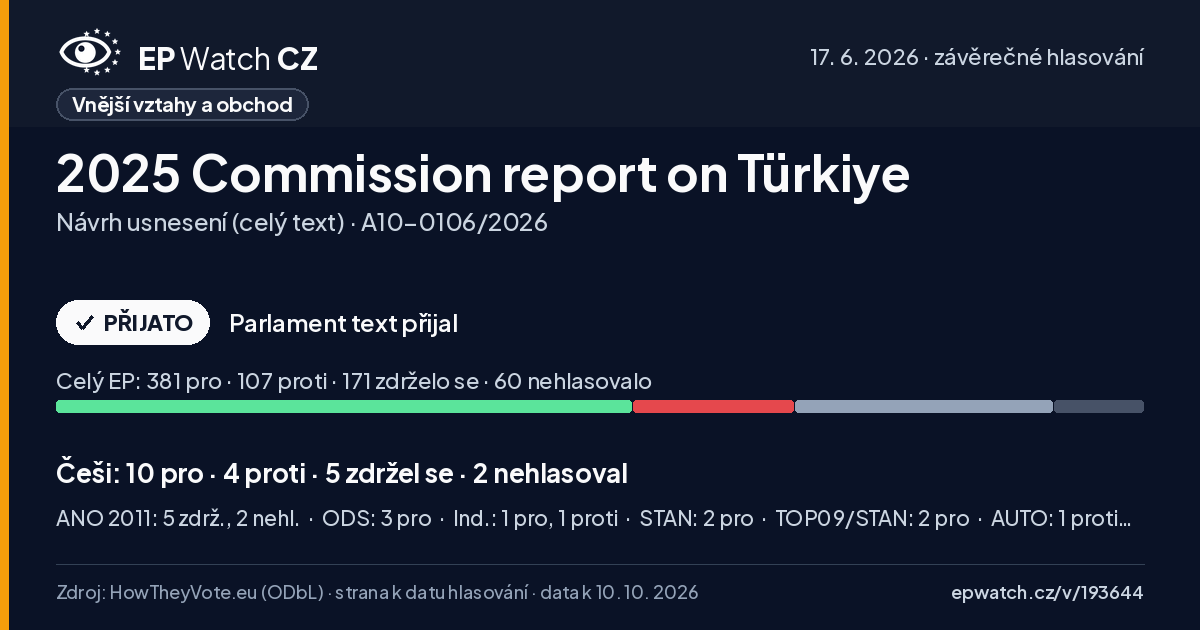 EP Watch CZ
17. 6. 2026 · závěrečné hlasování
Vnější vztahy a obchod
2025 Commission report on Türkiye
Návrh usnesení (celý text) · A10–0106/2026
✓ PŘIJATO Parlament text přijal
Celý EP: 381 pro · 107 proti · 171 zdrželo se · 60 nehlasovalo
Češi: 10 pro · 4 proti · 5 zdržel se · 2 nehlasoval
ANO 2011: 5 zdrž., 2 nehl. · ODS: 3 pro · Ind.: 1 pro, 1 proti · STAN: 2 pro · TOP09/STAN: 2 pro · AUTO: 1 proti…
Zdroj: HowTheyVote.eu (ODbL) · strana k datu hlasování · data k 10. 10. 2026
epwatch.cz/v/193644